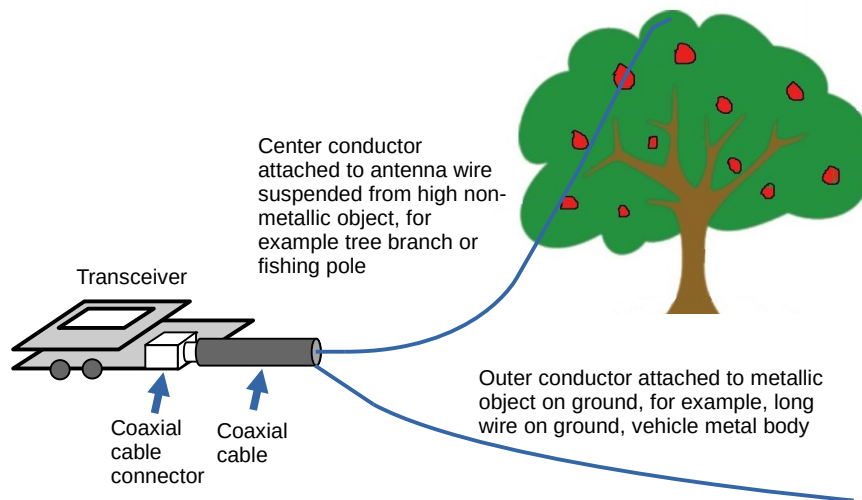 Center conductor
attached to antenna wire
suspended from high non-
metallic object, for
example tree branch or
fishing pole
Transceiver
Outer conductor attached to metallic
object on ground, for example, long
wire on ground, vehicle metal body
Coaxial
cable
connector
Coaxial
cable